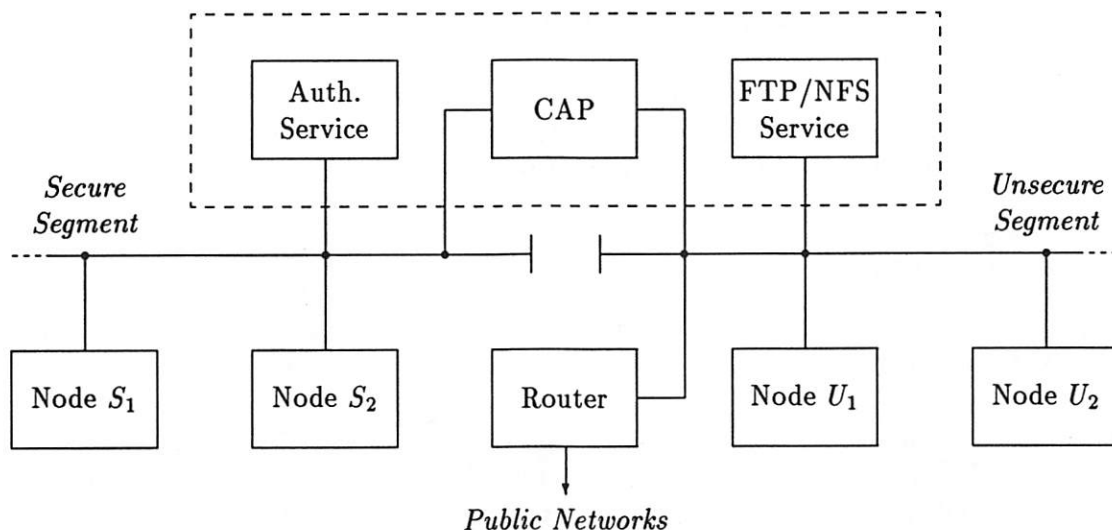 Auth.
Service
CAP
FTP/NFS
Service
Secure
Segment
Unsecure
Segment
Node S₁
Node S₂
Router
Node U₁
Node U₂
Public Networks